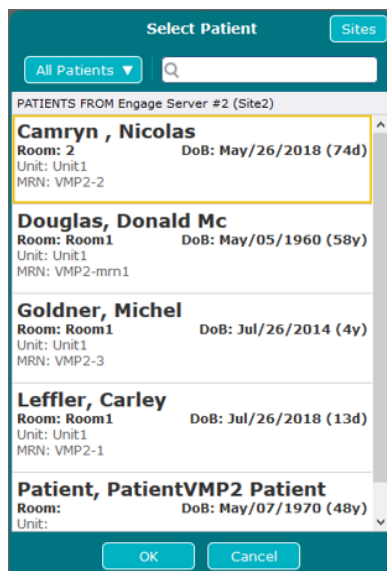 Select Patient
Sites
All Patients ▼
PATIENTS FROM Engage Server #2 (Site2)
Camryn , Nicolas
Room: 2 DoB: May/26/2018 (74d)
Unit: Unit1
MRN: VMP2-2
Douglas, Donald Mc
Room: Room1 DoB: May/05/1960 (58y)
Unit: Unit1
MRN: VMP2-mrn1
Goldner, Michel
Room: Room1 DoB: Jul/26/2014 (4y)
Unit: Unit1
MRN: VMP2-3
Leffler, Carley
Room: Room1 DoB: Jul/26/2018 (13d)
Unit: Unit1
MRN: VMP2-1
Patient, PatientVMP2 Patient
Room: DoB: May/07/1970 (48y)
Unit:
OK Cancel